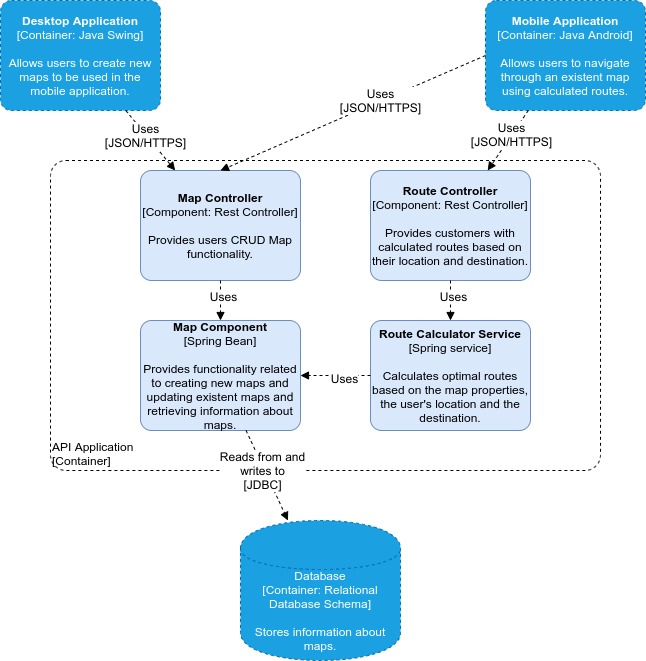 Desktop Application
[Container: Java Swing]
Allows users to create new
maps to be used in the
mobile application.
Mobile Application
[Container: Java Android]
Allows users to navigate
through an existent map
using calculated routes.
Uses
[JSON/HTTPS]
Uses
[JSON/HTTPS]
Uses
[JSON/HTTPS]
Map Controller
[Component: Rest Controller]
Provides users CRUD Map
functionality.
Route Controller
[Component: Rest Controller]
Provides customers with
calculated routes based on
their location and destination.
Uses
Uses
Map Component
[Spring Bean]
Provides functionality related
to creating new maps and
updating existent maps and
retrieving information about
maps.
Uses
Route Calculator Service
[Spring service]
Calculates optimal routes
based on the map properties,
the user's location and the
destination.
API Application
[Container]
Reads from and
writes to
[JDBC]
Database
[Container: Relational
Database Schema]
Stores information about
maps.